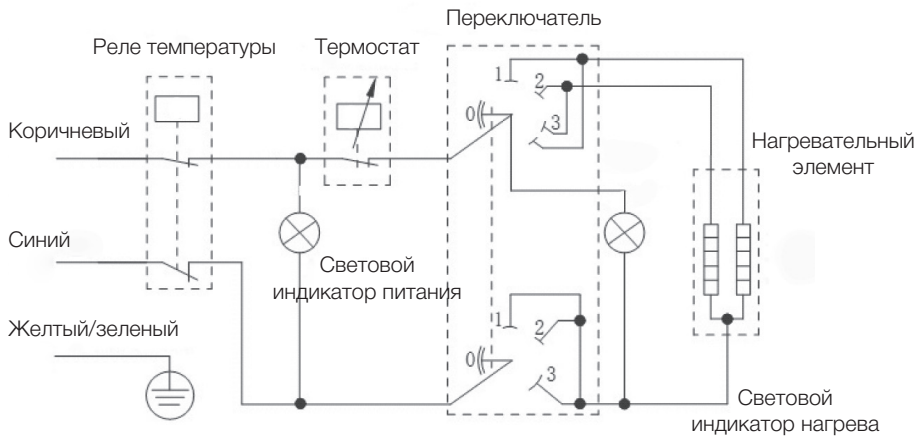 Переключатель
Реле температуры
Термостат
1
2
0
3
Коричневый
Нагревательный
элемент
Синий
Световой
индикатор питания
Желтый/зеленый
1
2
0
3
Световой
индикатор нагрева